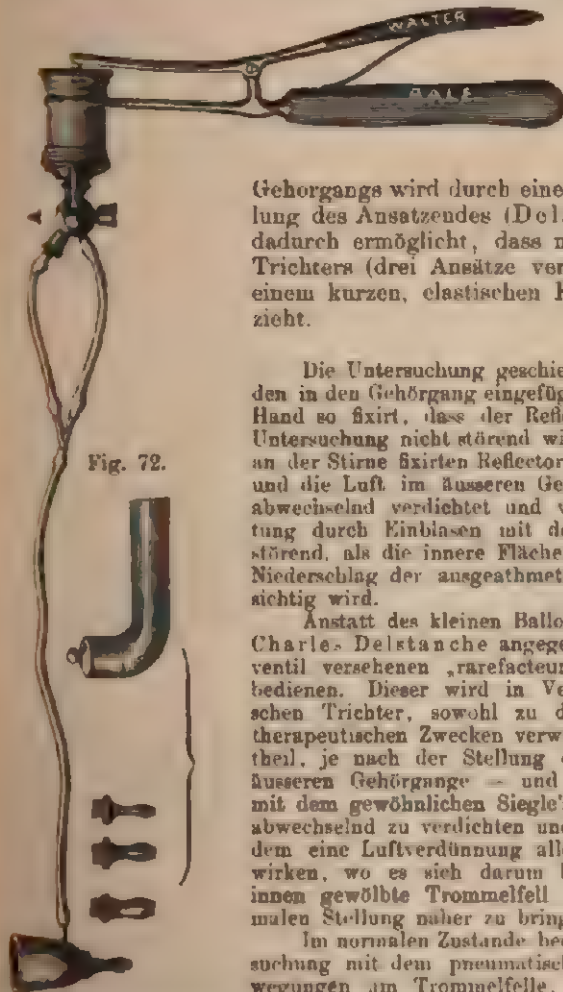 WALTER
BALE
Gehorgangs wird durch eine
lung des Ansatzendes (Del
dadurch ermöglicht, dass
Trichters (drei Ansätze ver
einem kurzen, elastischen
zieht.
Die Untersuchung geschie
den in den Gehörgang eingefüg
Hand so fixirt, dass der Refle
Untersuchung nicht störend wi
Fig. 72.
an der Stirne fixirten Reflector
und die Luft im äusseren Ge
abwechselnd verdichtet und v
tung durch Einblasen mit de
störend, als die innere Fläche
Niederschlag der ausgeathmet
sichtig wird.
Anstatt des kleinen Ballo
Charles Delstanche angege
ventil versehenen „rarefacteur
bedienen. Dieser wird in Ve
schen Trichter, sowohl zu d
therapeutischen Zwecken verw
theil, je nach der Stellung
äusseren Gehörgange — und
mit dem gewöhnlichen Siegle'
abwechselnd zu verdichten und
dem eine Luftverdünnung alle
wirken, wo es sich darum
innen gewölbte Trommelfell
malen Stellung näher zu bring
Im normalen Zustande beo
suchung mit dem pneumatisch
wegungen am Trommelfelle,